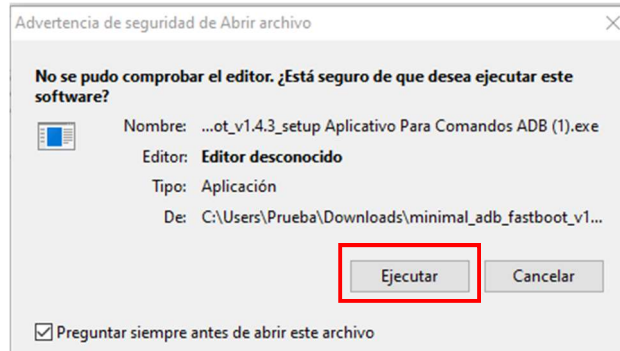 Advertencia de seguridad de Abrir archivo
No se pudo comprobar el editor. ¿Está seguro de que desea ejecutar este
software?
Nombre: ...ot_v1.4.3_setup Aplicativo Para Comandos ADB (1).exe
Editor: Editor desconocido
Tipo: Aplicación
De: C:\Users\Prueba\Downloads\minimal_adb_fastboot_v1...
Ejecutar Cancelar
Preguntar siempre antes de abrir este archivo